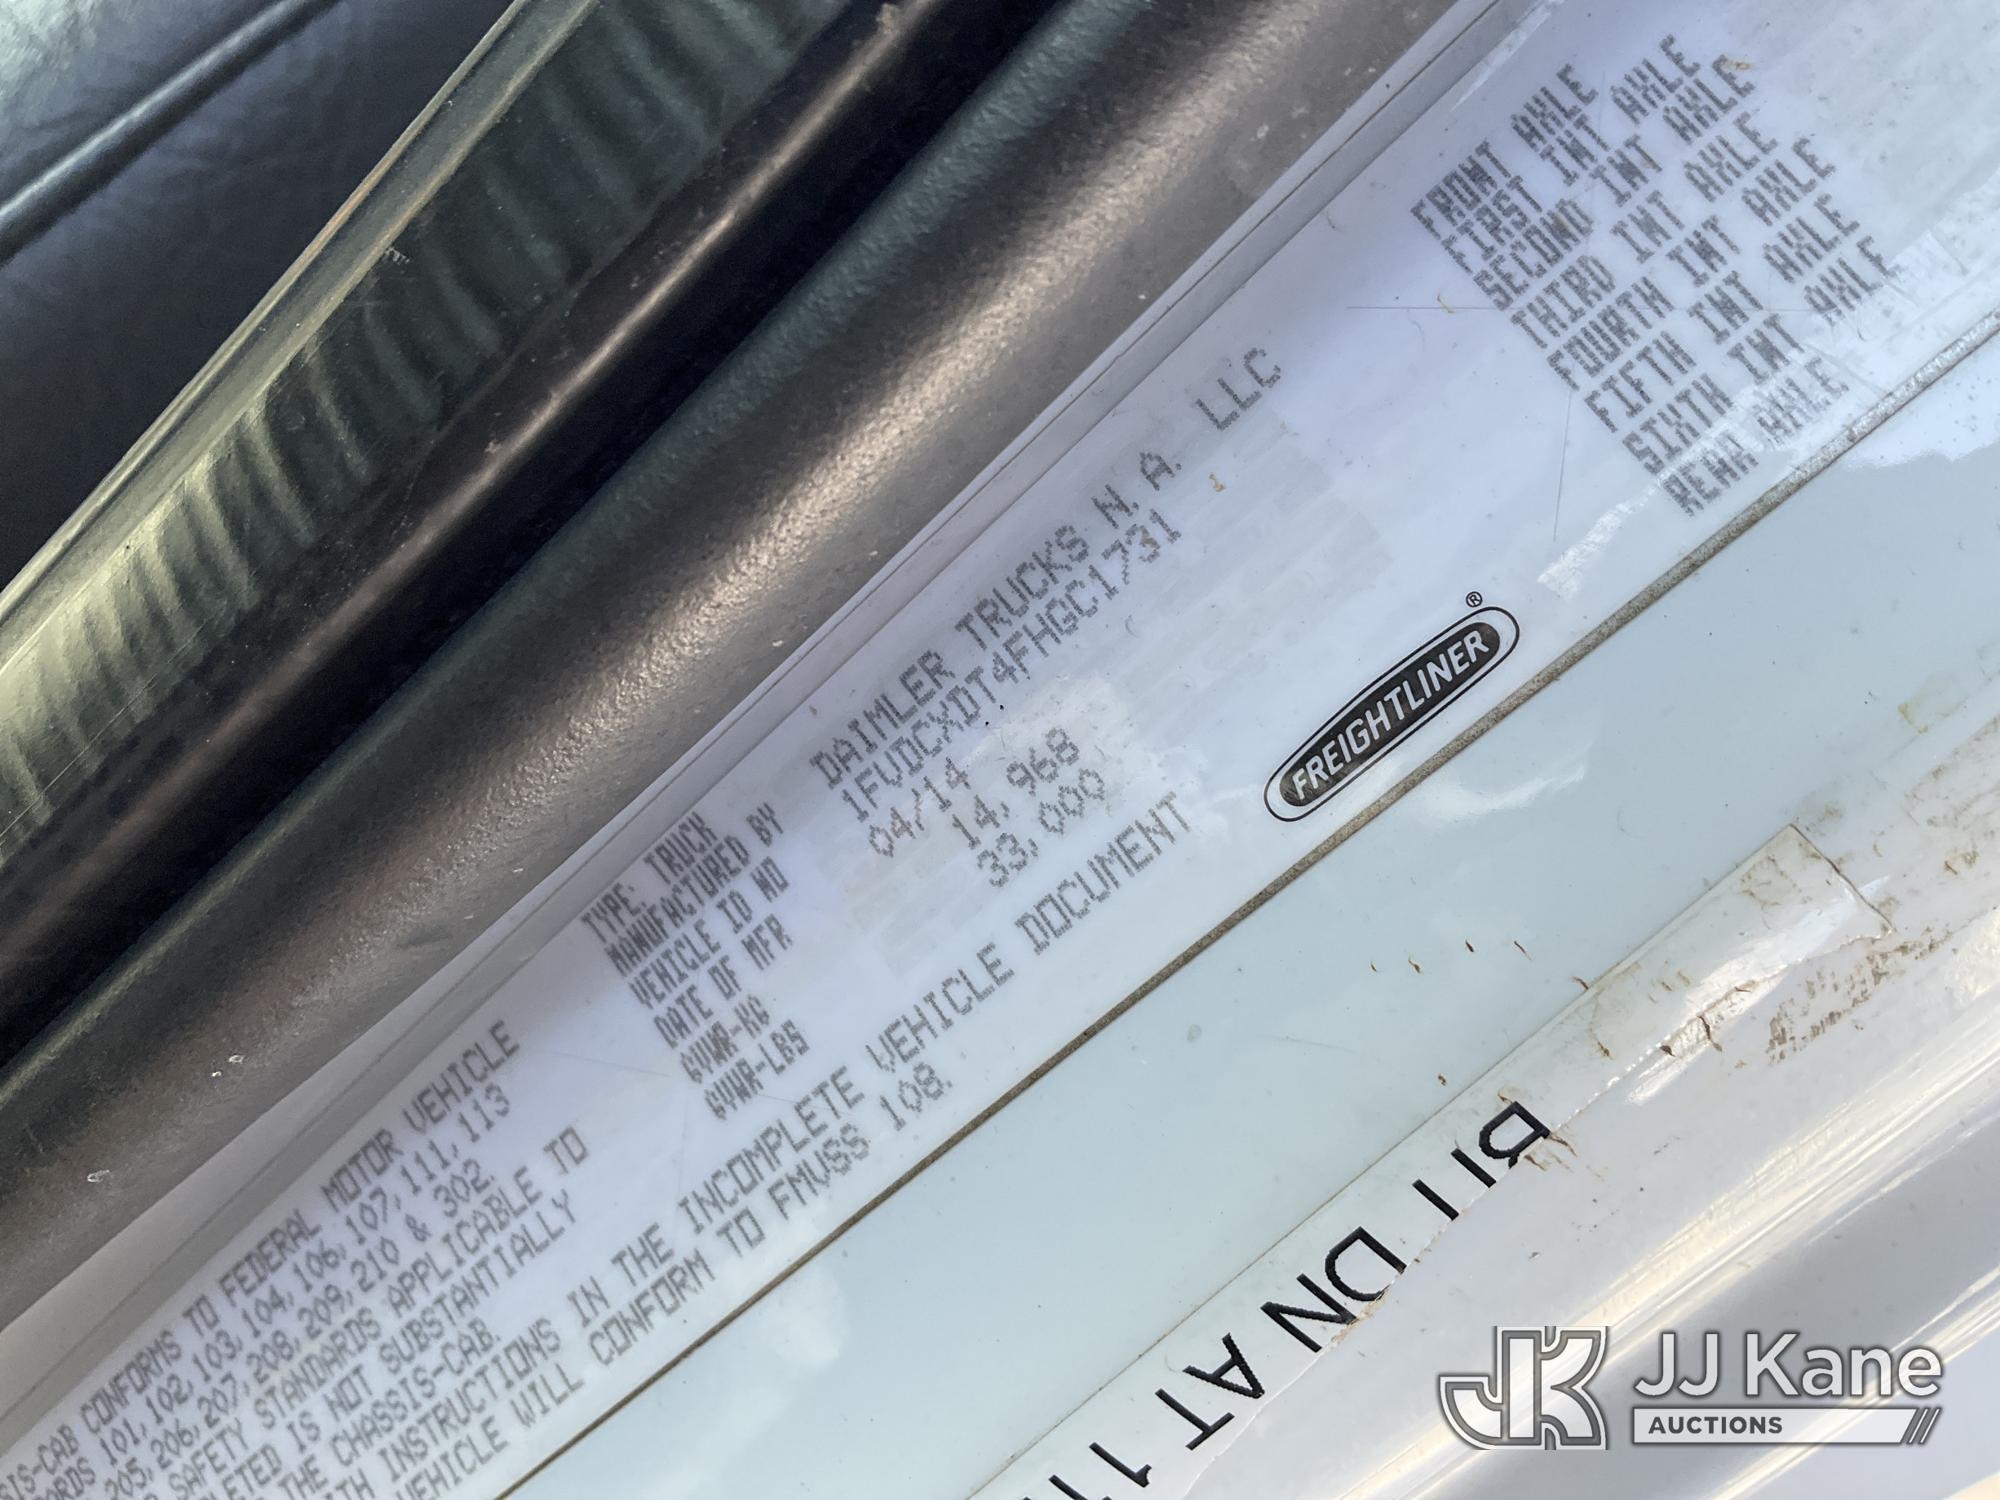 FRONT AXLE
FIRST INT AXLE
SECOND INT AXLE
THIRD INT AXLE
FOURTH INT AXLE
FIFTH INT AXLE
SIXTH INT AXLE
REAR AXLE
TYPE: TRUCK
MANUFACTURED BY DAIMLER TRUCKS N.A. LLC
VEHICLE ID NO 1FVDCXDT4FHGC1731
DATE OF MFR 04/14
GVWR-KG 14,968
GVWR-LBS 33,000
FREIGHTLINER®
SIS-CAB CONFORMS TO FEDERAL MOTOR VEHICLE
101, 102, 103, 104, 106, 107, 111, 113
205, 206, 207, 208, 209, 210 & 302.
SAFETY STANDARDS APPLICABLE TO
IS NOT SUBSTANTIALLY
THE CHASSIS-CAB.
INSTRUCTIONS IN THE INCOMPLETE VEHICLE DOCUMENT
VEHICLE WILL CONFORM TO FMVSS 108.
AT 11
JK JJ Kane
AUCTIONS